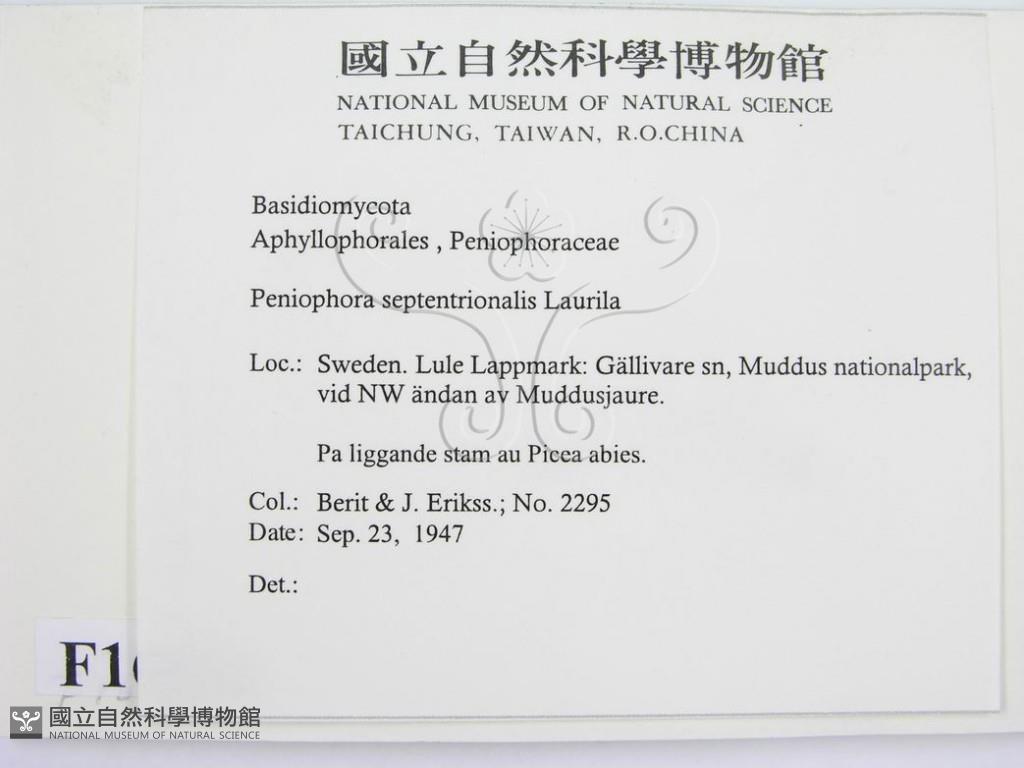 國立自然科學博物館
NATIONAL MUSEUM OF NATURAL SCIENCE
TAICHUNG, TAIWAN, R.O.CHINA
Basidiomycota
Aphyllophorales , Peniophoraceae
Peniophora septentrionalis Laurila
Loc.: Sweden. Lule Lappmark: Gällivare sn, Muddus nationalpark,
vid NW ändan av Muddusjaure.
Pa liggande stam au Picea abies.
Col.: Berit & J. Erikss.; No. 2295
Date: Sep. 23, 1947
Det.:
國立自然科學博物館
NATIONAL MUSEUM OF NATURAL SCIENCE